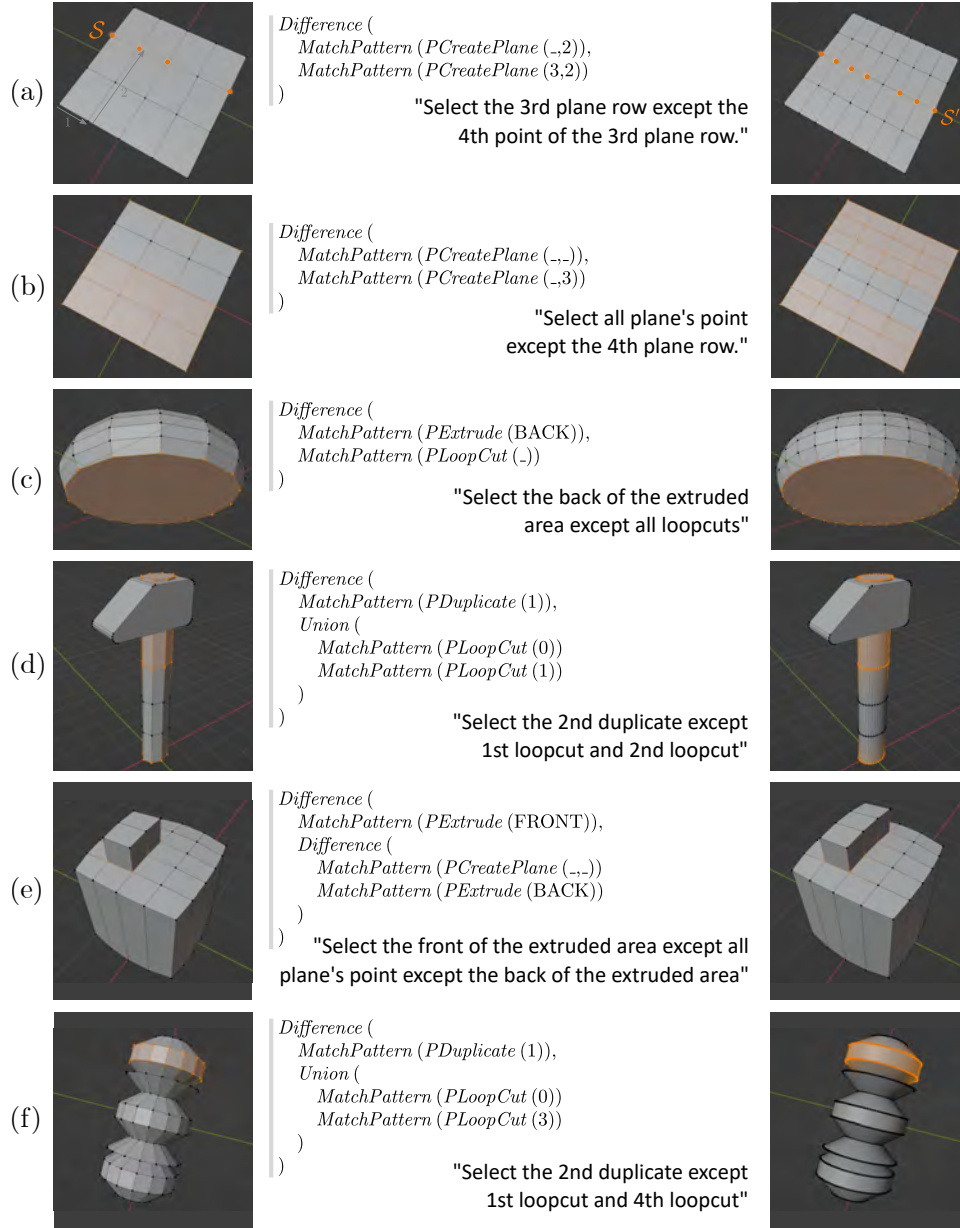 S
1
2
(a)
Difference (
MatchPattern (PCreatePlane (_,2)),
MatchPattern (PCreatePlane (3,2))
)
"Select the 3rd plane row except the
4th point of the 3rd plane row."
S'
(b)
Difference (
MatchPattern (PCreatePlane (_,_)),
MatchPattern (PCreatePlane (_,3))
)
"Select all plane's point
except the 4th plane row."
(c)
Difference (
MatchPattern (PExtrude (BACK)),
MatchPattern (PLoopCut (_))
)
"Select the back of the extruded
area except all loopcuts"
(d)
Difference (
MatchPattern (PDuplicate (1)),
Union (
MatchPattern (PLoopCut (0))
MatchPattern (PLoopCut (1))
)
)
"Select the 2nd duplicate except
1st loopcut and 2nd loopcut"
(e)
Difference (
MatchPattern (PExtrude (FRONT)),
Difference (
MatchPattern (PCreatePlane (_,_))
MatchPattern (PExtrude (BACK))
)
)
"Select the front of the extruded area except all
plane's point except the back of the extruded area"
(f)
Difference (
MatchPattern (PDuplicate (1)),
Union (
MatchPattern (PLoopCut (0))
MatchPattern (PLoopCut (3))
)
)
"Select the 2nd duplicate except
1st loopcut and 4th loopcut"